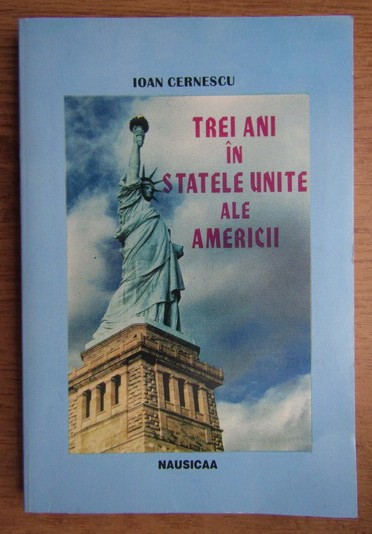 IOAN CERNESCU
TREI ANI
ÎN
STATELE UNITE
ALE
AMERICII
NAUSICAA